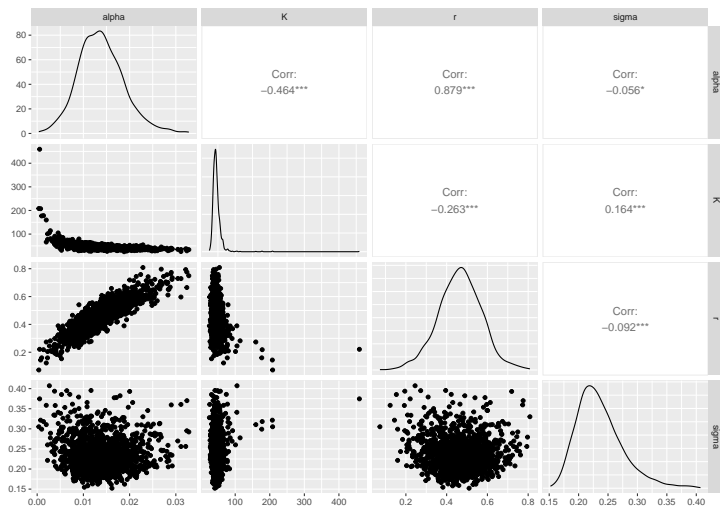 alpha K r sigma
80
60
40
20
0
Corr:
−0.464***
Corr:
0.879***
Corr:
−0.056*
alpha
400
300
200
100
Corr:
−0.263***
Corr:
0.164***
K
0.8
0.6
0.4
0.2
Corr:
−0.092***
r
0.40
0.35
0.30
0.25
0.20
0.15
sigma
0.00 0.01 0.02 0.03 100 200 300 400 0.2 0.4 0.6 0.8 0.15 0.20 0.25 0.30 0.35 0.40